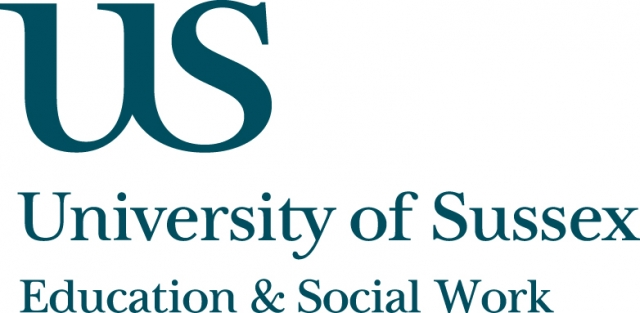 us
University of Sussex
Education & Social Work